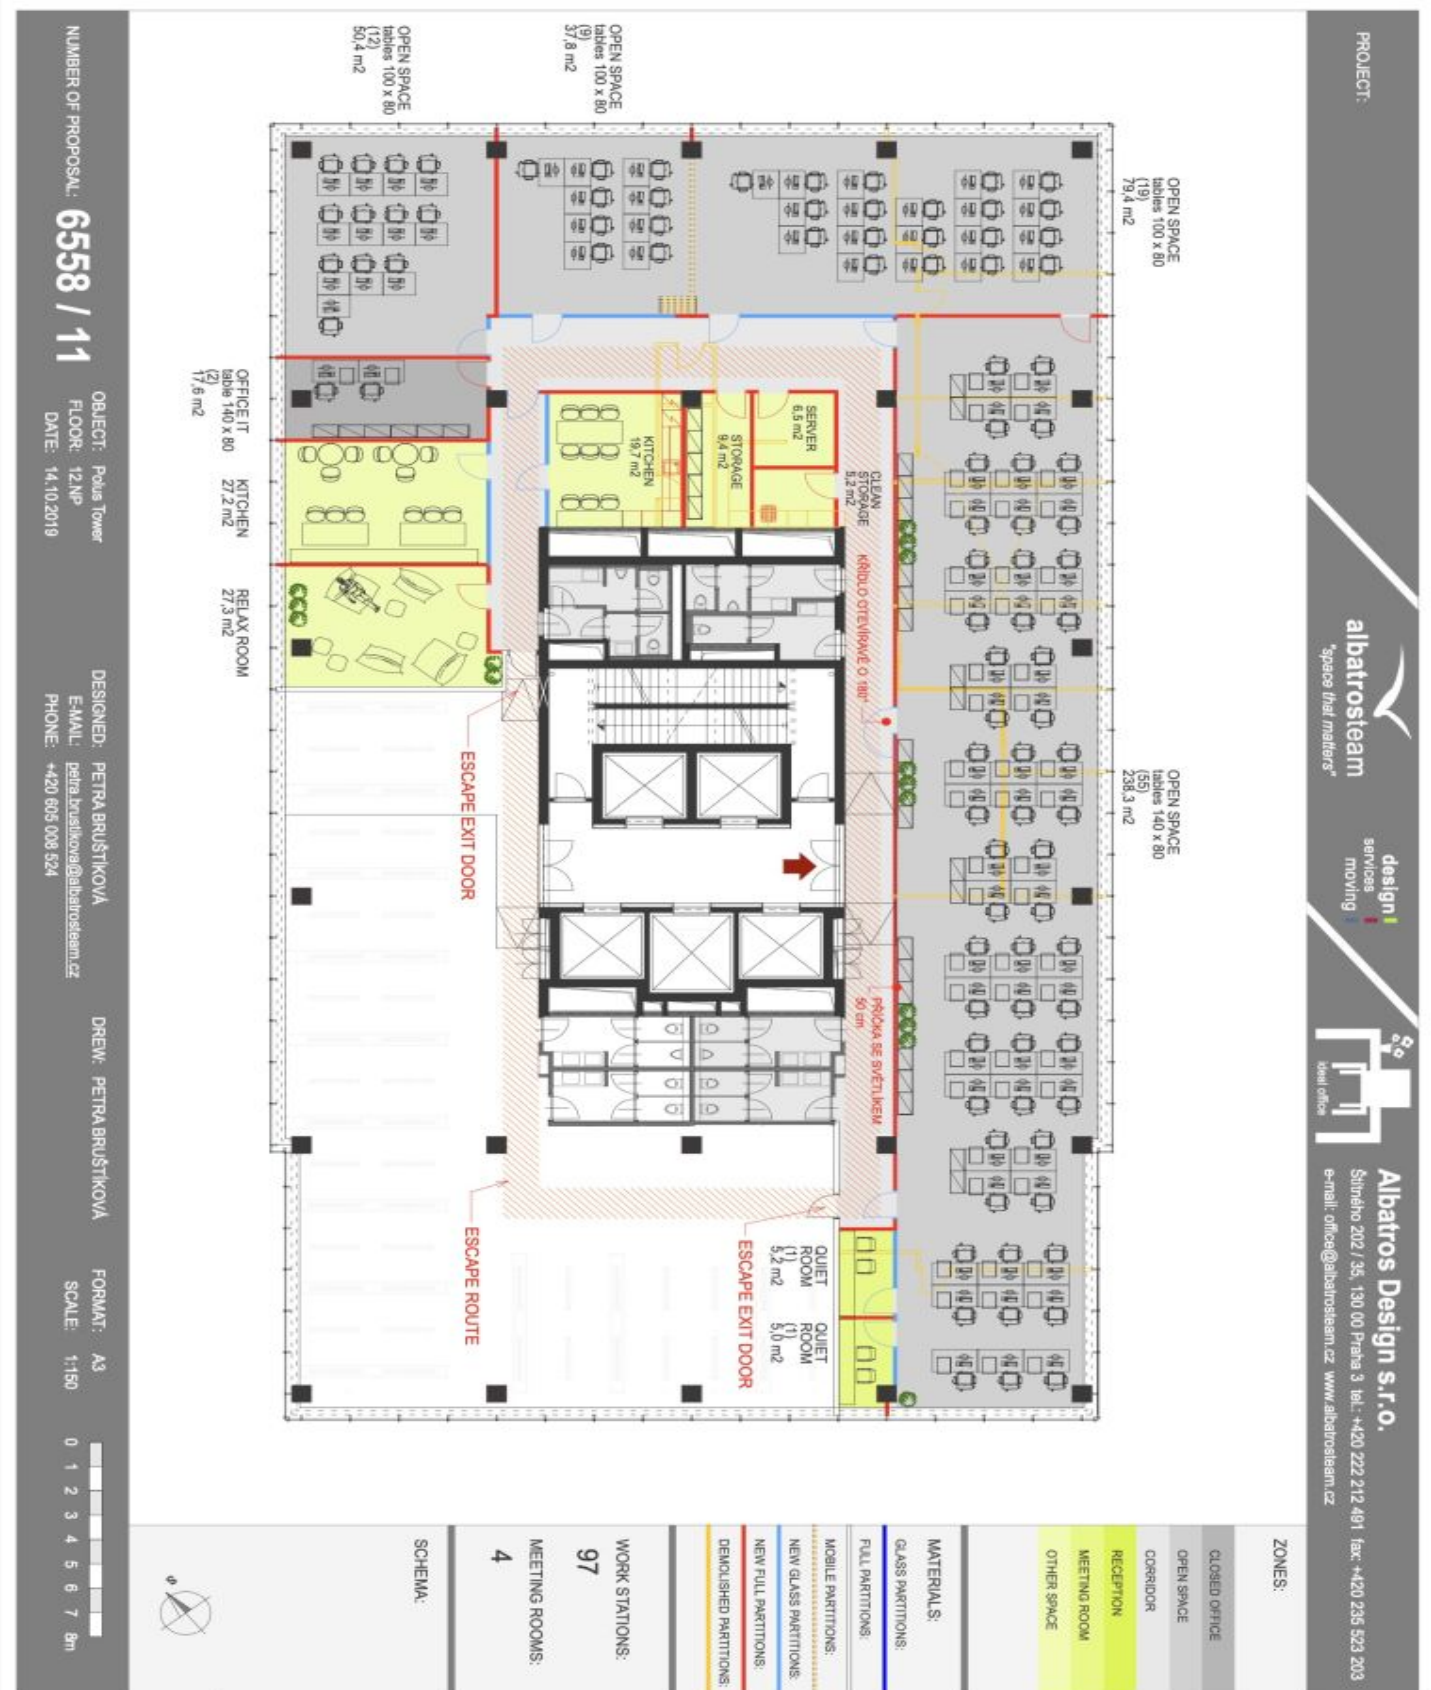 PROJECT:
albatrosteam
"space that matters"
design
services
moving
ideal office
Albatros Design s.r.o.
Štítného 202 / 35, 130 00 Praha 3 tel.: +420 222 212 491 fax: +420 235 523 203
e-mail: office@albatrosteam.cz www.albatrosteam.cz
OPEN SPACE
tables 100 x 80
(19)
79,4 m2
OPEN SPACE
tables 140 x 80
(55)
238,3 m2
OPEN SPACE
tables 100 x 80
(9)
37,8 m2
OPEN SPACE
tables 100 x 80
(12)
50,4 m2
SERVER
6,5 m2
CLEAN
STORAGE
5,2 m2
STORAGE
9,4 m2
KITCHEN
19,7 m2
KŘÍDLO OTEVÍRAVÉ O 180°
PŘÍČKA SE SVĚTLÍKEM
50 cm
QUIET
ROOM
(1)
5,2 m2
QUIET
ROOM
(1)
5,0 m2
ESCAPE EXIT DOOR
ESCAPE EXIT DOOR
ESCAPE ROUTE
OFFICE IT
table 140 x 80
(2)
17,6 m2
KITCHEN
27,2 m2
RELAX ROOM
27,3 m2
ZONES:
CLOSED OFFICE
OPEN SPACE
CORRIDOR
RECEPTION
MEETING ROOM
OTHER SPACE
MATERIALS:
GLASS PARTITIONS:
FULL PARTITIONS:
MOBILE PARTITIONS:
NEW GLASS PARTITIONS:
NEW FULL PARTITIONS:
DEMOLISHED PARTITIONS:
WORK STATIONS:
97
MEETING ROOMS:
4
SCHEMA:
S
NUMBER OF PROPOSAL: 6558 / 11
OBJECT: Polus Tower
FLOOR: 12.NP
DATE: 14.10.2019
DESIGNED: PETRA BRUŠTÍKOVÁ
E-MAIL: petra.brustikova@albatrosteam.cz
PHONE: +420 605 008 524
DREW: PETRA BRUŠTÍKOVÁ
FORMAT: A3
SCALE: 1:150
0 1 2 3 4 5 6 7 8m